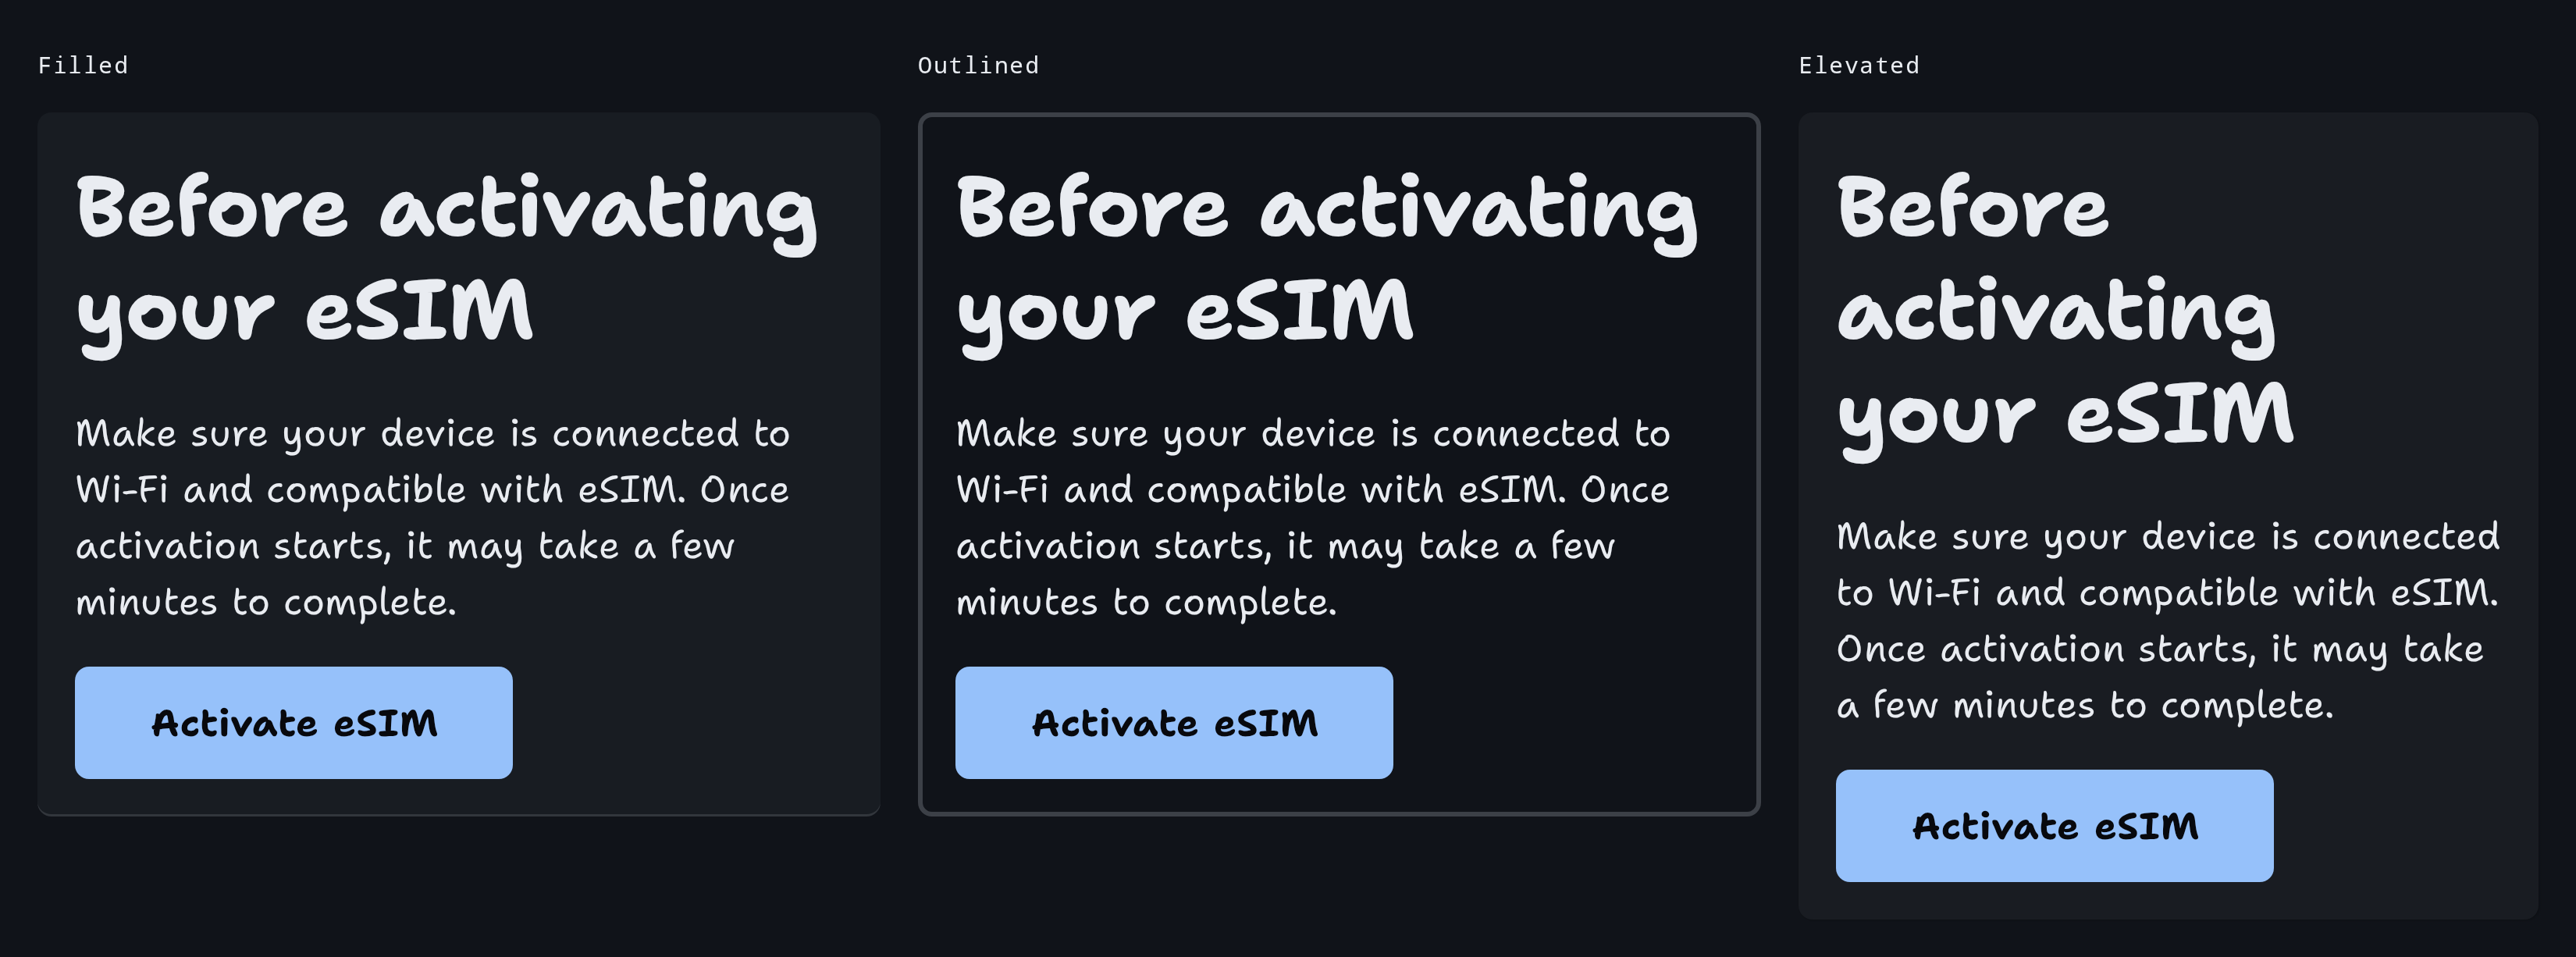 Filled
Before activating
your eSIM
Make sure your device is connected to
Wi-Fi and compatible with eSIM. Once
activation starts, it may take a few
minutes to complete.
Activate eSIM
Outlined
Before activating
your eSIM
Make sure your device is connected to
Wi-Fi and compatible with eSIM. Once
activation starts, it may take a few
minutes to complete.
Activate eSIM
Elevated
Before
activating
your eSIM
Make sure your device is connected
to Wi-Fi and compatible with eSIM.
Once activation starts, it may take
a few minutes to complete.
Activate eSIM